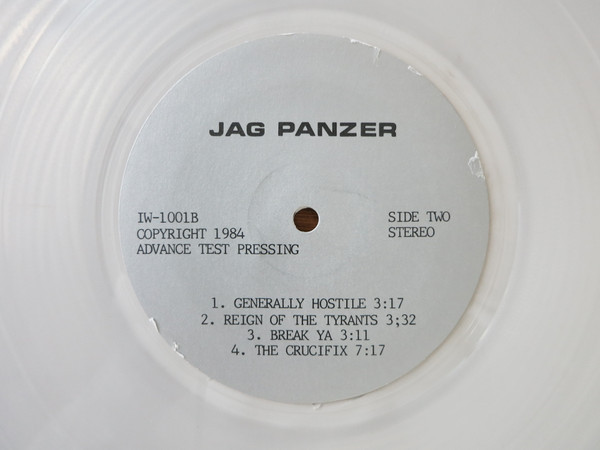 JAG PANZER
IW-1001B
COPYRIGHT 1984
ADVANCE TEST PRESSING
SIDE TWO
STEREO
1. GENERALLY HOSTILE 3:17
2. REIGN OF THE TYRANTS 3;32
3. BREAK YA 3:11
4. THE CRUCIFIX 7:17